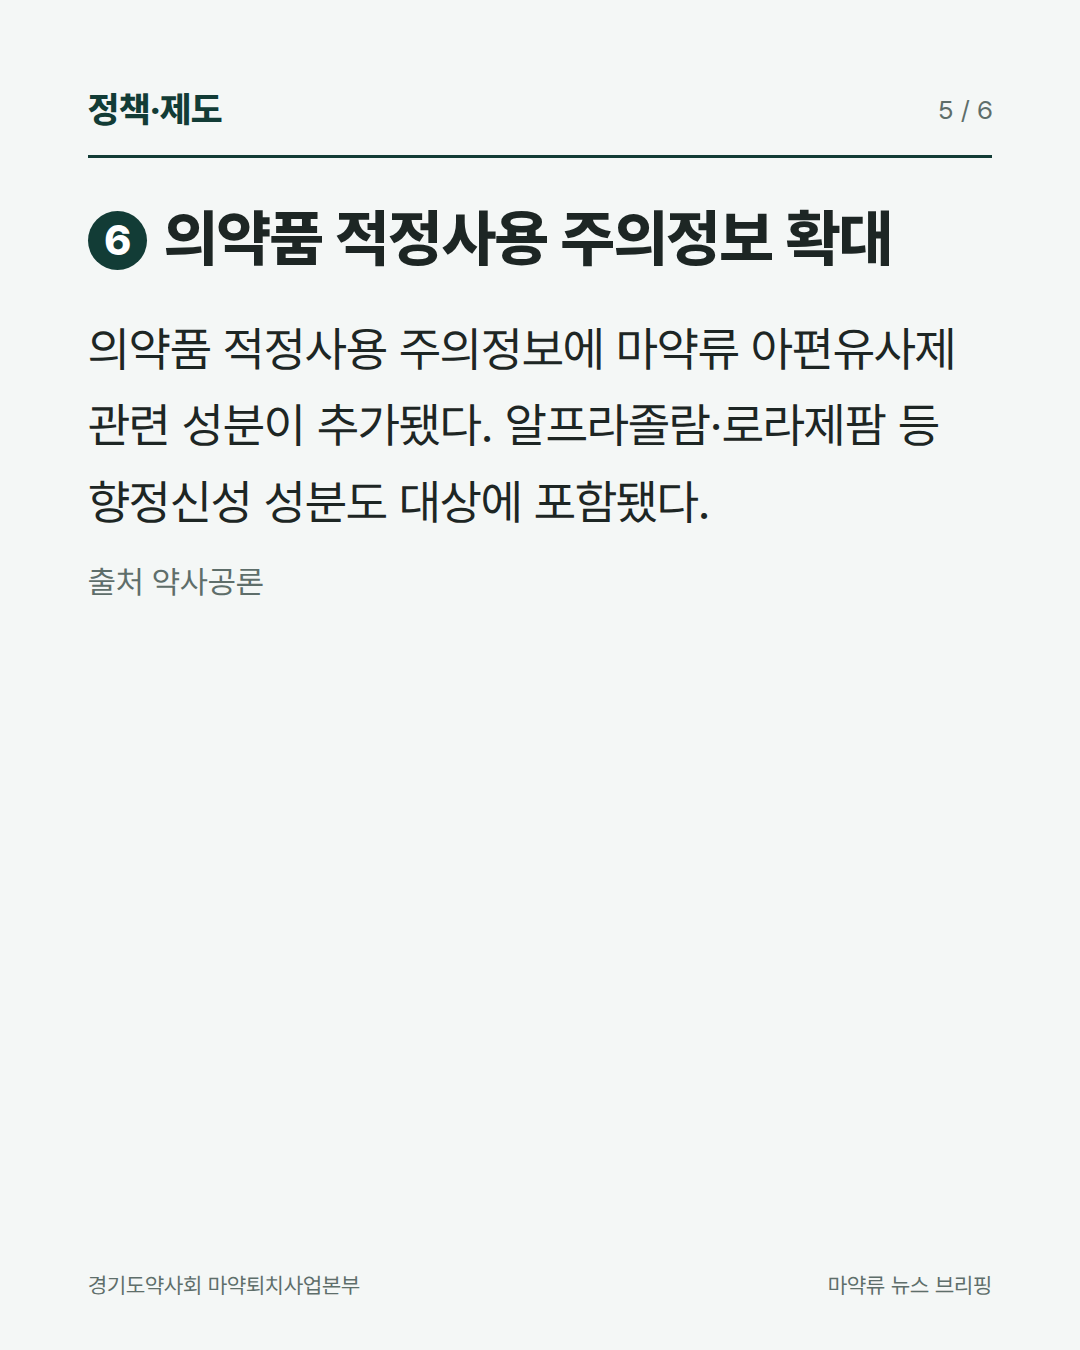 정책·제도
5 / 6
❻ 의약품 적정사용 주의정보 확대
의약품 적정사용 주의정보에 마약류 아편유사제
관련 성분이 추가됐다. 알프라졸람·로라제팜 등
향정신성 성분도 대상에 포함됐다.
출처 약사공론
경기도약사회 마약퇴치사업본부
마약류 뉴스 브리핑